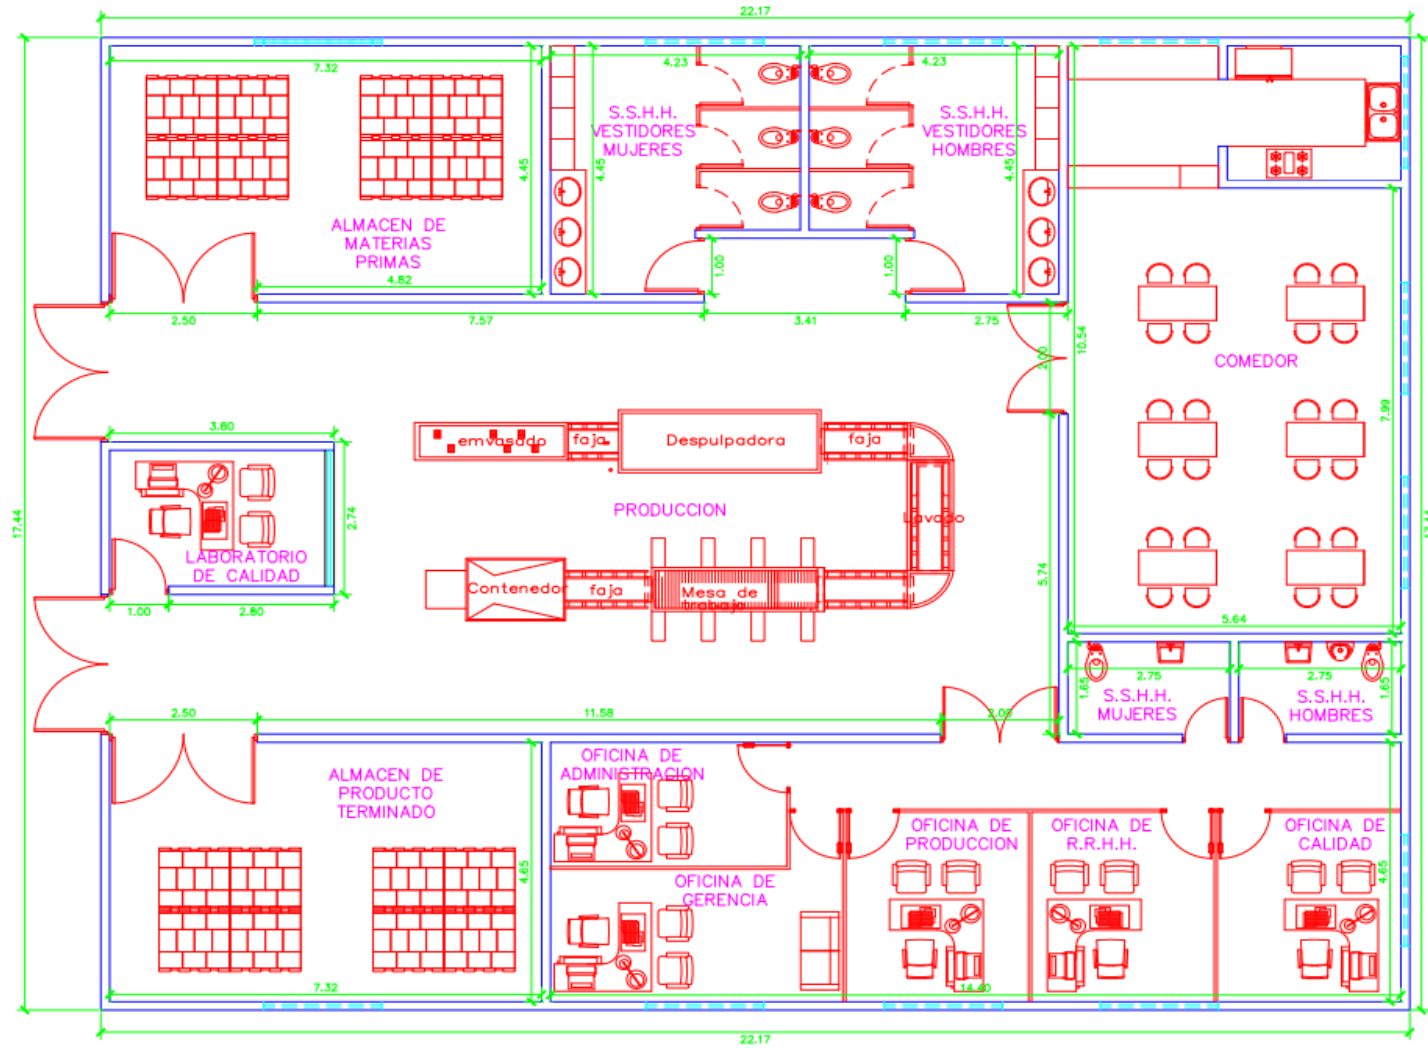 22.17
7.32
4.23
4.23
S.S.H.H.
VESTIDORES
MUJERES
S.S.H.H.
VESTIDORES
HOMBRES
4.45
4.45
4.45
ALMACEN DE
MATERIAS
PRIMAS
4.82
1.00
1.00
2.50
7.57
3.41
2.75
2.00
10.54
COMEDOR
7.99
3.80
emvasado
faja
Despulpadora
faja
PRODUCCION
Lavado
17.44
2.74
LABORATORIO
DE CALIDAD
Contenedor
faja
Mesa de
trabajo
5.74
1.00
2.80
5.64
1.65
2.75
2.75
1.65
S.S.H.H.
MUJERES
S.S.H.H.
HOMBRES
2.50
11.58
2.00
ALMACEN DE
PRODUCTO
TERMINADO
OFICINA DE
ADMINISTRACION
OFICINA DE
PRODUCCION
OFICINA DE
R.R.H.H.
OFICINA DE
CALIDAD
4.65
4.65
OFICINA DE
GERENCIA
7.32
14.40
22.17